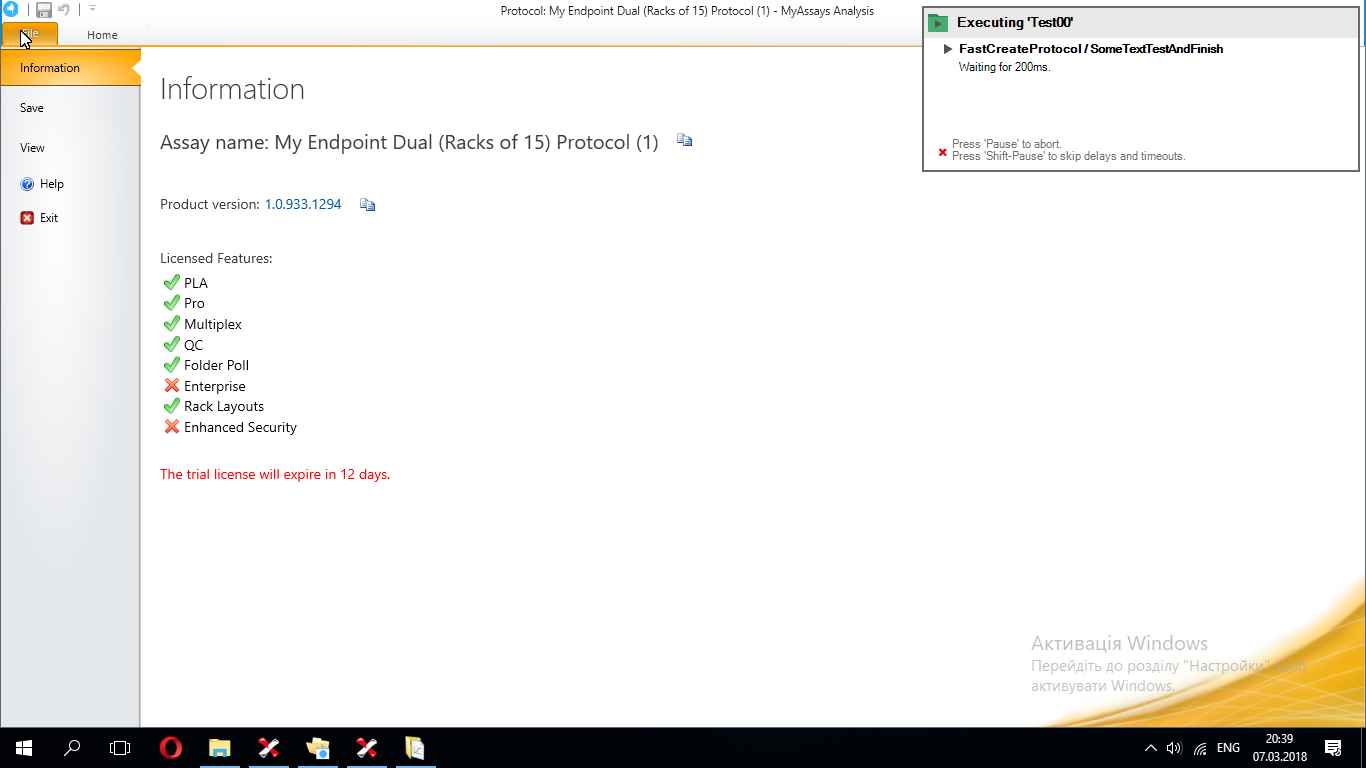 Protocol: My Endpoint Dual (Racks of 15) Protocol (1) - MyAssays Analysis
Home
Information
Save
View
Help
Exit
Information
Assay name: My Endpoint Dual (Racks of 15) Protocol (1)
Product version: 1.0.933.1294
Licensed Features:
PLA
Pro
Multiplex
QC
Folder Poll
Enterprise
Rack Layouts
Enhanced Security
The trial license will expire in 12 days.
Executing 'Test00'
FastCreateProtocol / SomeTextTestAndFinish
Waiting for 200ms.
Press 'Pause' to abort.
Press 'Shift-Pause' to skip delays and timeouts.
Активація Windows
Перейдіть до розділу "Настройки"
активувати Windows.
ENG
20:39
07.03.2018